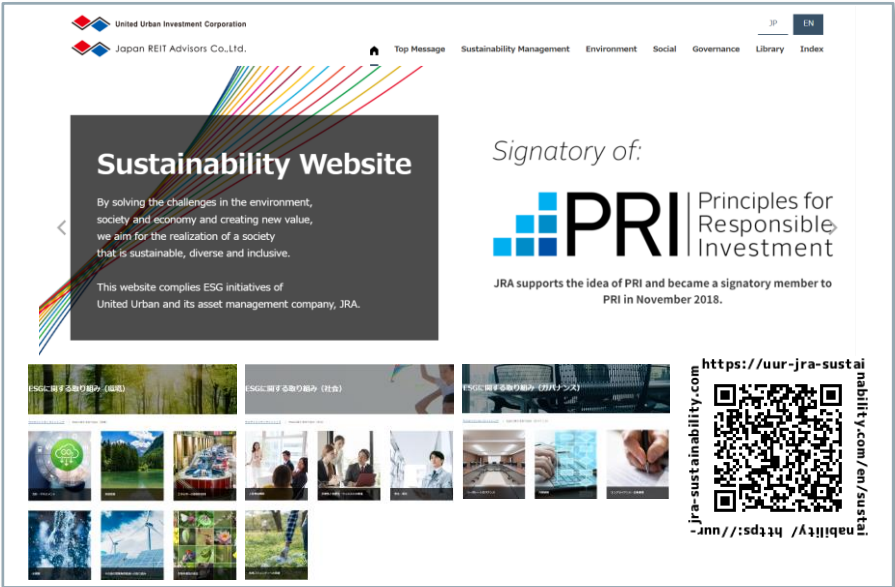 United Urban Investment Corporation
JP
EN
Japan REIT Advisors Co.,Ltd.
Top Message
Sustainability Management
Environment
Social
Governance
Library
Index
Sustainability Website
By solving the challenges in the environment,
society and economy and creating new value,
we aim for the realization of a society
that is sustainable, diverse and inclusive.
This website complies ESG initiatives of
United Urban and its asset management company, JRA.
Signatory of:
PRI
Principles for
Responsible
Investment
JRA supports the idea of PRI and became a signatory member to
PRI in November 2018.
ESGに関する取り組み（環境）
ESGに関する取り組み（社会）
ESGに関する取り組み（ガバナンス）
CO₂
https://uur-jra-sustai
nability.com/en/sustai
nability/ https://uur-
jra-sustainability.com